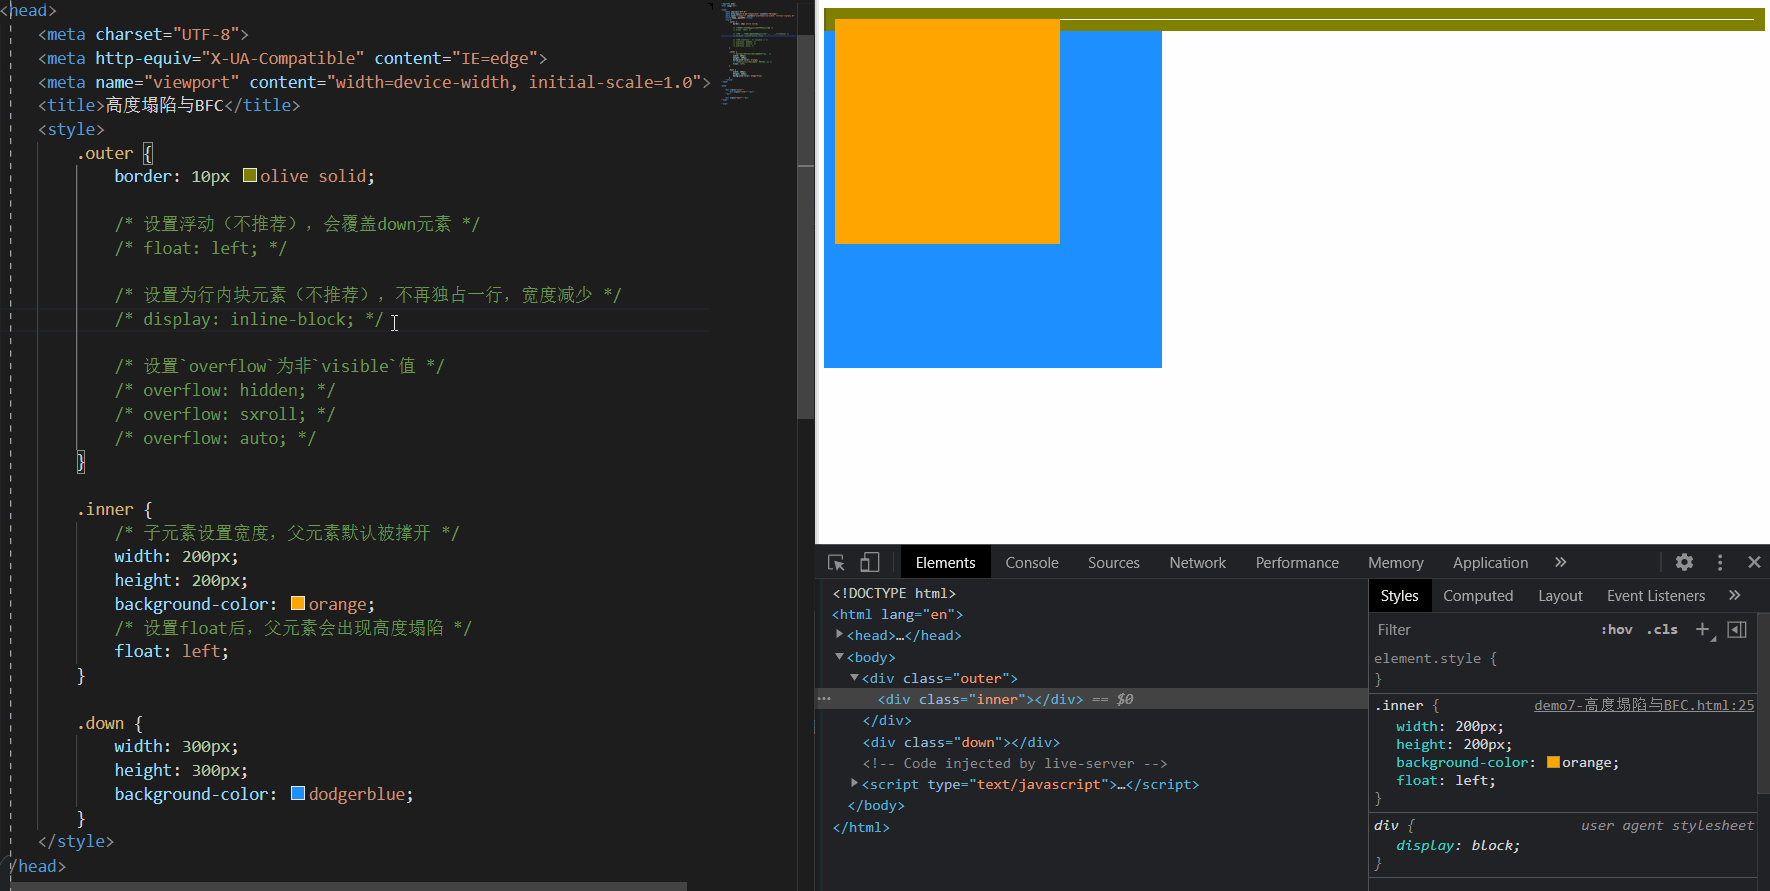 <head>
<meta charset="UTF-8">
<meta http-equiv="X-UA-Compatible" content="IE=edge">
<meta name="viewport" content="width=device-width, initial-scale=1.0">
<title>高度塌陷与BFC</title>
<style>
.outer {
border: 10px olive solid;
/* 设置浮动（不推荐），会覆盖down元素 */
/* float: left; */
/* 设置为行内块元素（不推荐），不再独占一行，宽度减少 */
/* display: inline-block; */
/* 设置`overflow`为非`visible`值 */
/* overflow: hidden; */
/* overflow: sxroll; */
/* overflow: auto; */
}
.inner {
/* 子元素设置宽度，父元素默认被撑开 */
width: 200px;
height: 200px;
background-color: orange;
/* 设置float后，父元素会出现高度塌陷 */
float: left;
}
.down {
width: 300px;
height: 300px;
background-color: dodgerblue;
}
</style>
/head>
Elements Console Sources Network Performance Memory Application »
<!DOCTYPE html>
<html lang="en">
<head>…</head>
<body>
<div class="outer">
<div class="inner"></div> == $0
</div>
<div class="down"></div>
<!-- Code injected by live-server -->
<script type="text/javascript">…</script>
</body>
</html>
Styles Computed Layout Event Listeners »
Filter :hov .cls +
element.style {
}
.inner { demo7-高度塌陷与BFC.html:25
width: 200px;
height: 200px;
background-color: orange;
float: left;
}
div { user agent stylesheet
display: block;
}